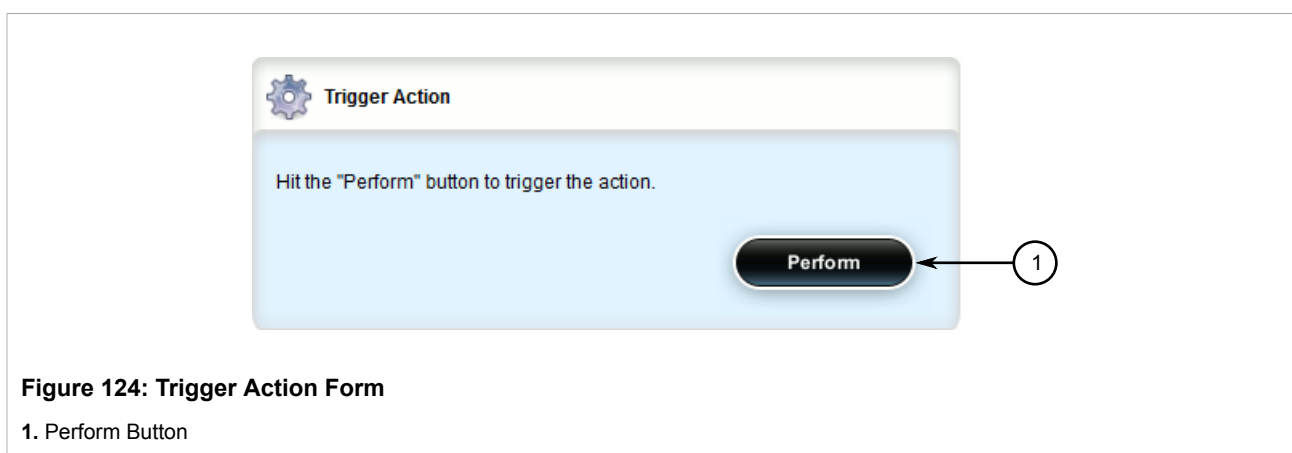 Trigger Action
Hit the "Perform" button to trigger the action.
Perform
1
Figure 124: Trigger Action Form
1. Perform Button